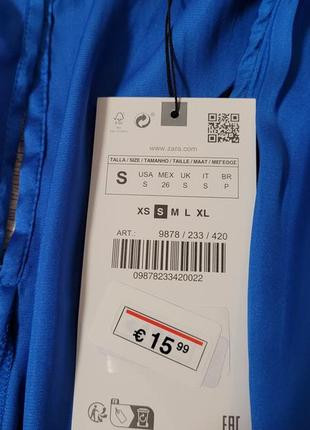 www.zara.com
TALLA / SIZE / TAMANHO / TAILLE / MAAT / ΜΕΓΕΘΟΣ
S USA MEX UK IT BR
S 26 S S P
XS S M L XL
ART.: 9878 / 233 / 420
09878233420022
€ 15 99
EAC